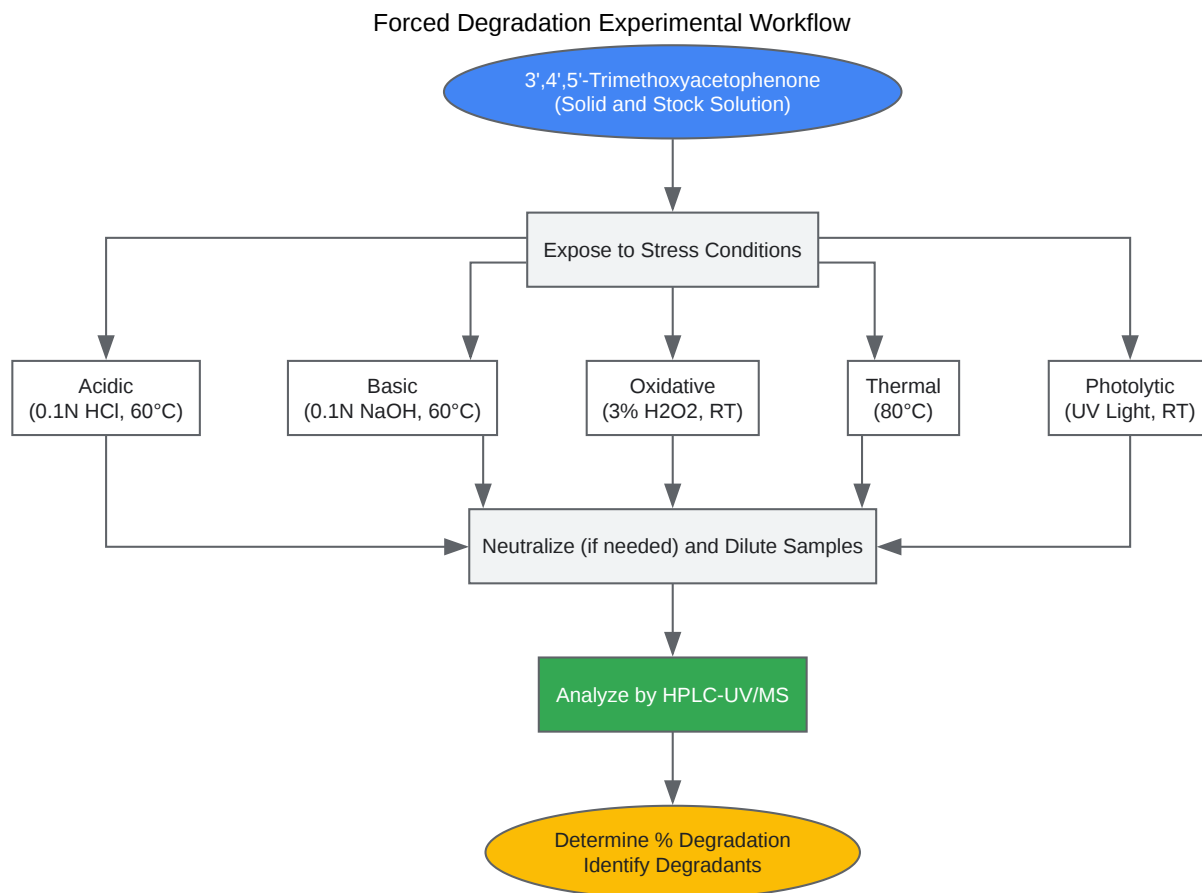 Forced Degradation Experimental Workflow
3',4',5'-Trimethoxyacetophenone
(Solid and Stock Solution)
Expose to Stress Conditions
Acidic
(0.1N HCl, 60°C)
Basic
(0.1N NaOH, 60°C)
Oxidative
(3% H2O2, RT)
Thermal
(80°C)
Photolytic
(UV Light, RT)
Neutralize (if needed) and Dilute Samples
Analyze by HPLC-UV/MS
Determine % Degradation
Identify Degradants